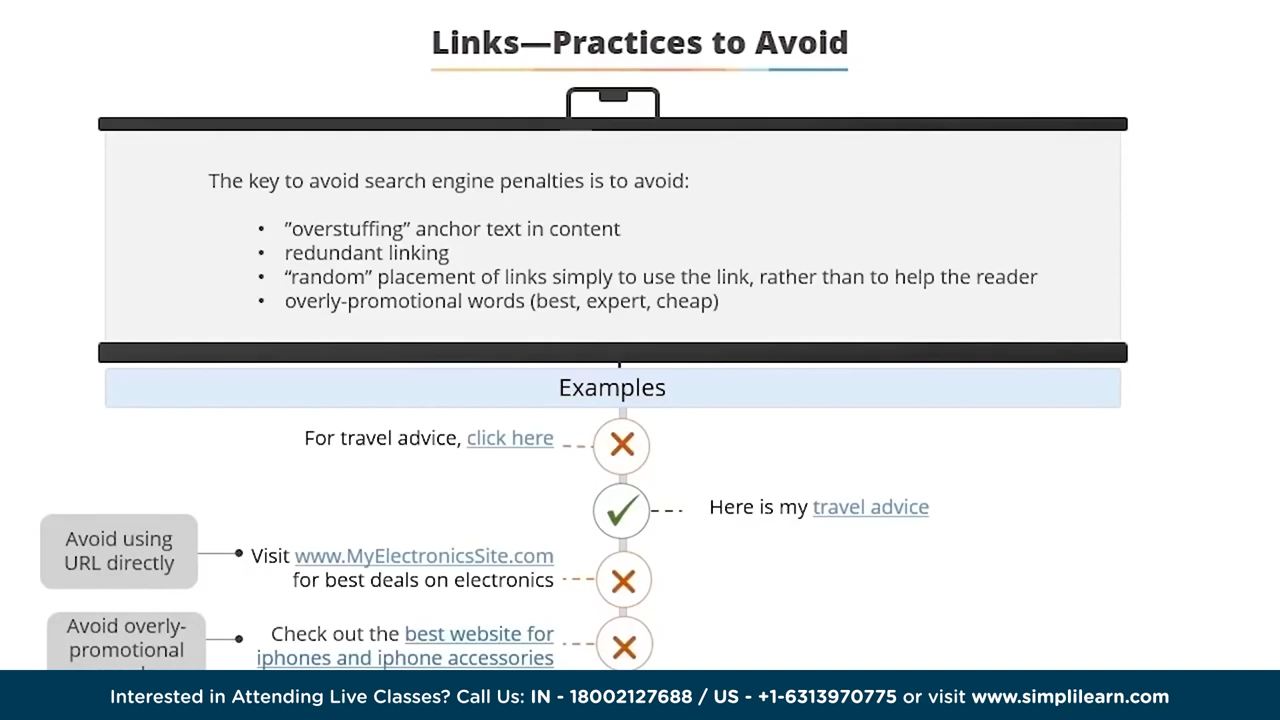 Links—Practices to Avoid
The key to avoid search engine penalties is to avoid:
• ”overstuffing” anchor text in content
• redundant linking
• “random” placement of links simply to use the link, rather than to help the reader
• overly-promotional words (best, expert, cheap)
Examples
For travel advice, click here
Here is my travel advice
Avoid using
URL directly
Visit www.MyElectronicsSite.com
for best deals on electronics
Avoid overly-
promotional
Check out the best website for
iphones and iphone accessories
Interested in Attending Live Classes? Call Us: IN - 18002127688 / US - +1-6313970775 or visit www.simplilearn.com